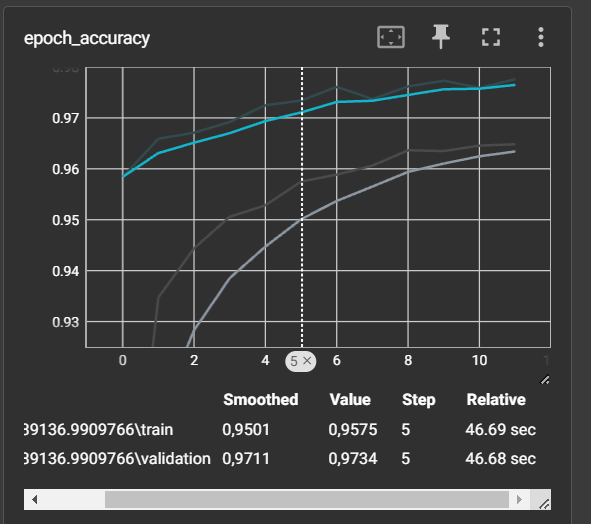 epoch_accuracy
0.98
0.97
0.96
0.95
0.94
0.93
0 2 4 5 × 6 8 10
Smoothed Value Step Relative
39136.9909766\train 0,9501 0,9575 5 46.69 sec
39136.9909766\validation 0,9711 0,9734 5 46.68 sec